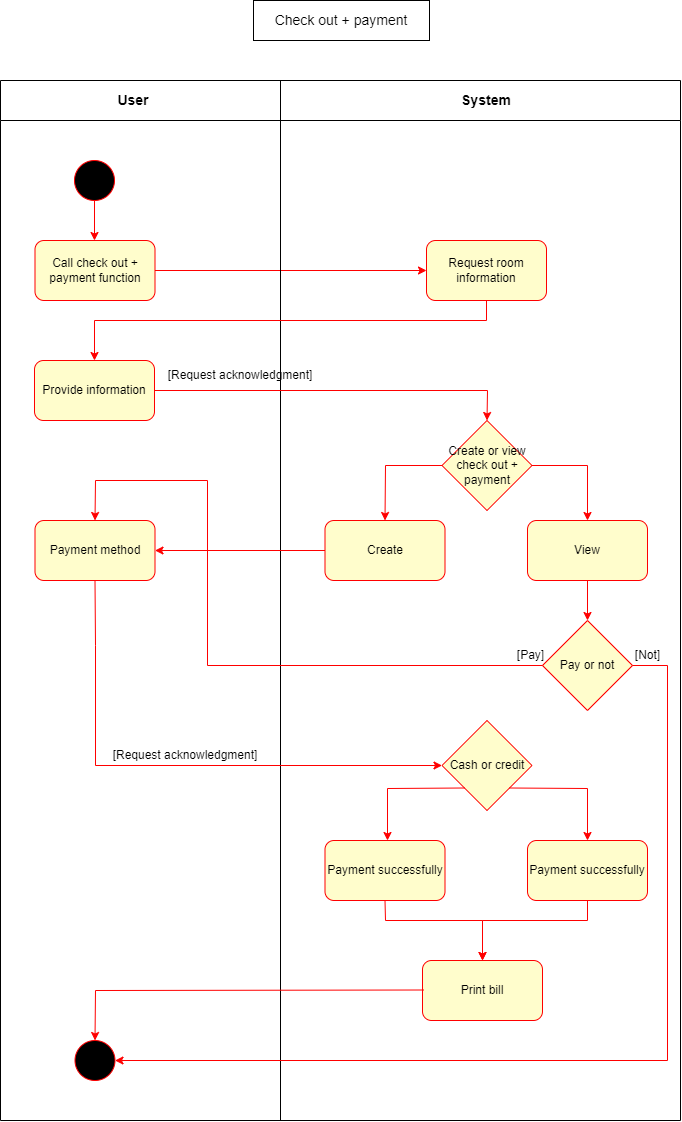 Check out + payment
User
System
Call check out +
payment function
Request room
information
Provide information
[Request acknowledgment]
Create or view
check out +
payment
Payment method
Create
View
[Pay]
Pay or not
[Not]
[Request acknowledgment]
Cash or credit
Payment successfully
Payment successfully
Print bill